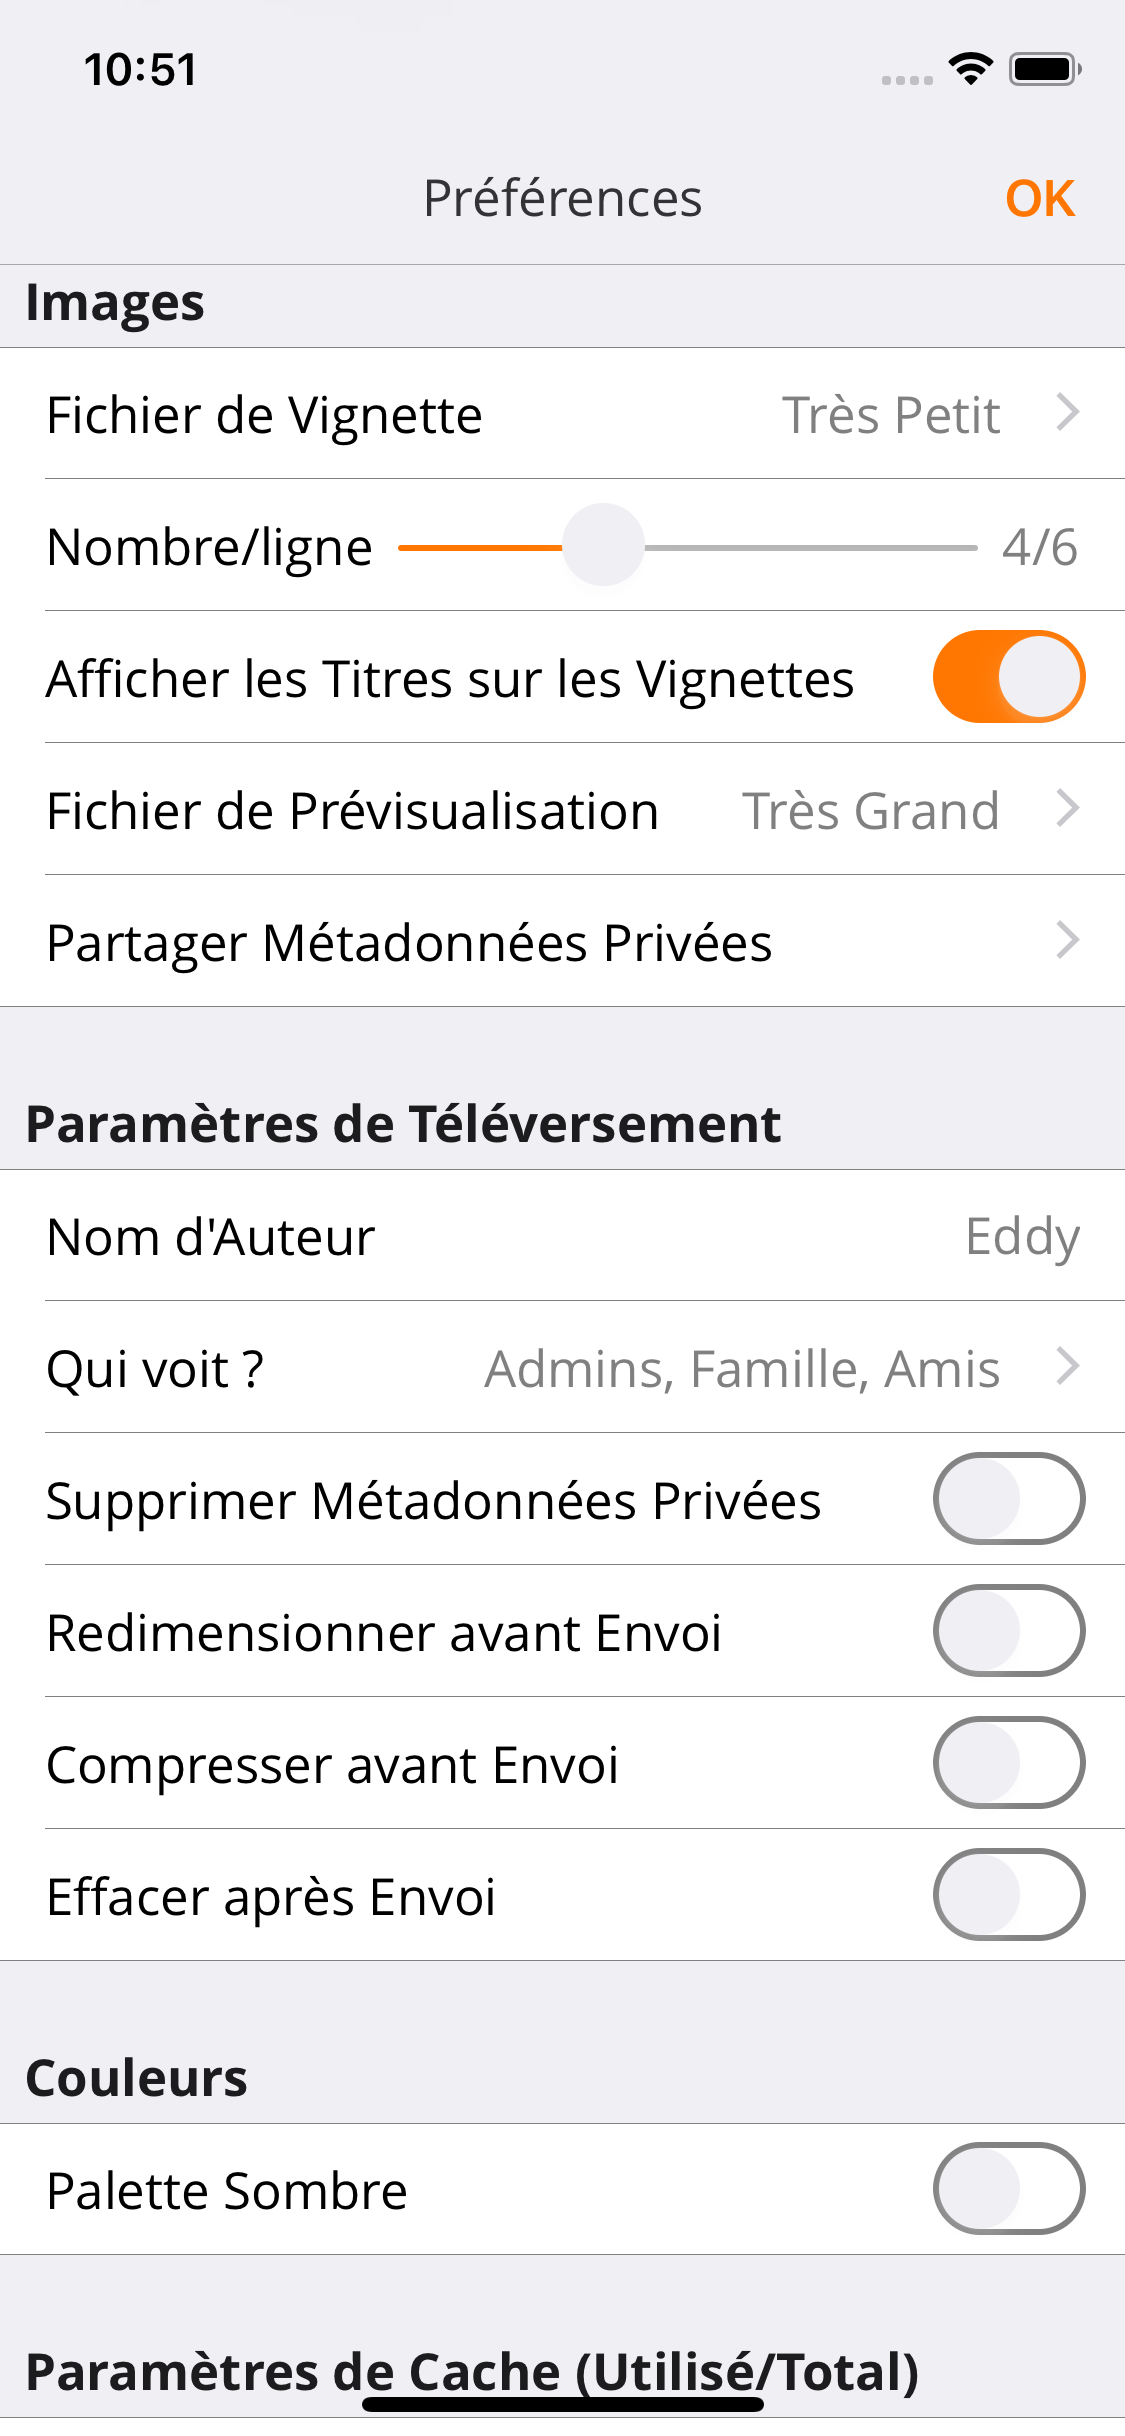 10:51
Préférences
OK
Images
Fichier de Vignette Très Petit
Nombre/ligne 4/6
Afficher les Titres sur les Vignettes
Fichier de Prévisualisation Très Grand
Partager Métadonnées Privées
Paramètres de Téléversement
Nom d'Auteur Eddy
Qui voit ? Admins, Famille, Amis
Supprimer Métadonnées Privées
Redimensionner avant Envoi
Compresser avant Envoi
Effacer après Envoi
Couleurs
Palette Sombre
Paramètres de Cache (Utilisé/Total)